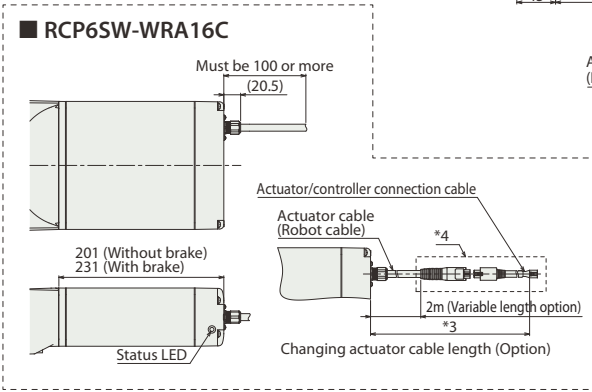 ■ RCP6SW-WRA16C
Must be 100 or more
(20.5)
Actuator/controller connection cable
Actuator cable
(Robot cable)
*4
201 (Without brake)
231 (With brake)
2m (Variable length option)
*3
Status LED
Changing actuator cable length (Option)